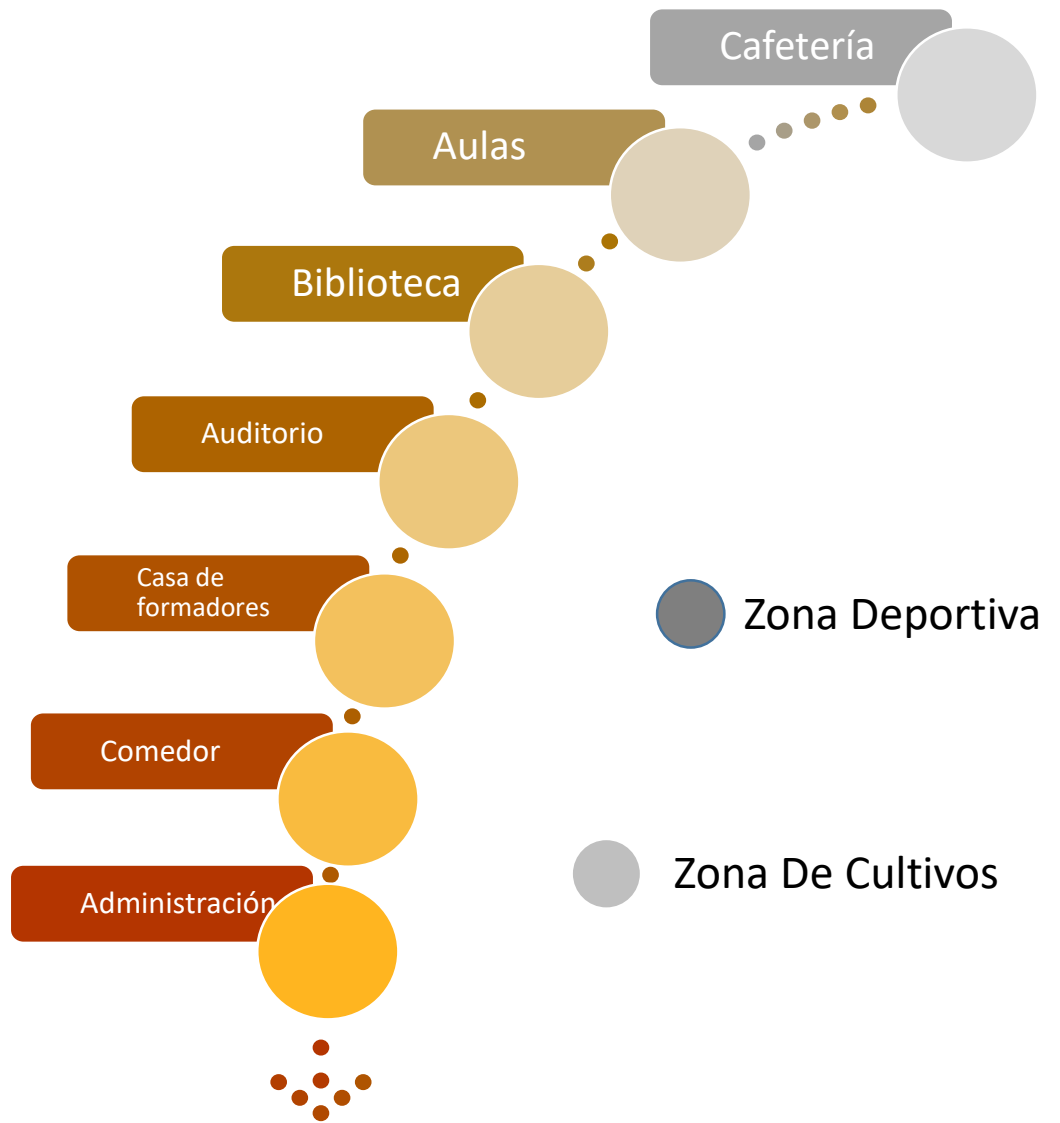 Cafetería
Aulas
Biblioteca
Auditorio
Casa de
formadores
Zona Deportiva
Comedor
Zona De Cultivos
Administración